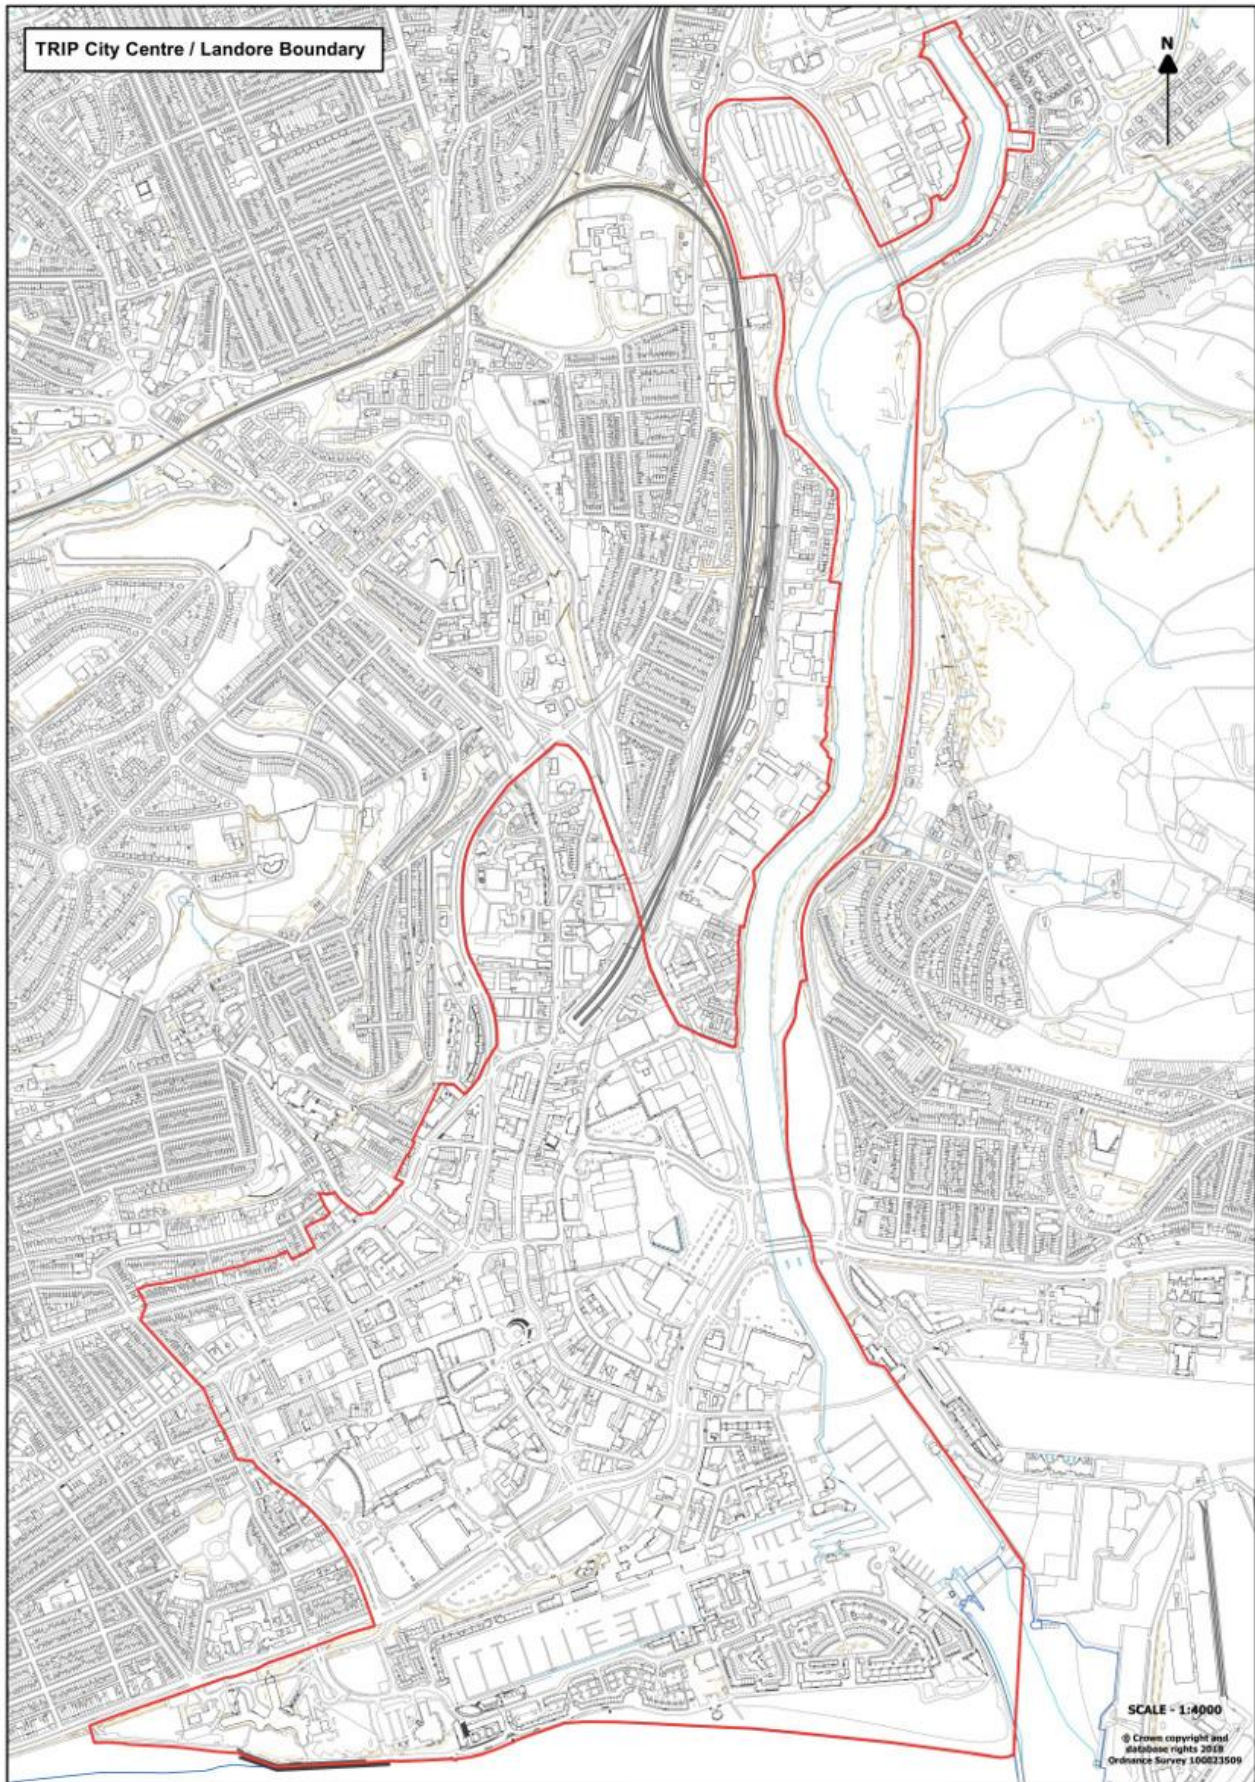 TRIP City Centre / Landore Boundary
N
SCALE - 1:4000
© Crown copyright and
database rights 2018
Ordnance Survey 100023509